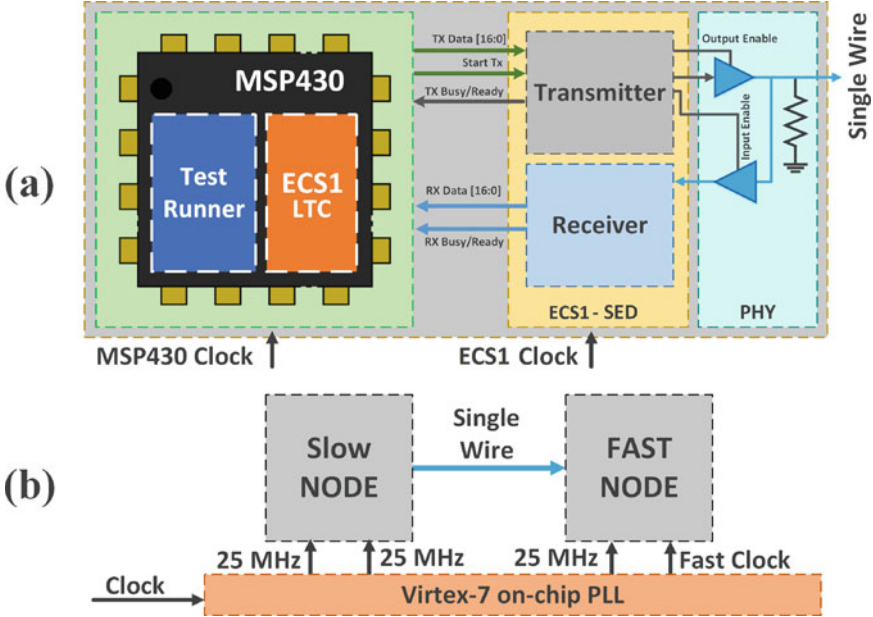 (a)
MSP430
Test
Runner
ECS1
LTC
TX Data [16:0]
Start Tx
TX Busy/Ready
RX Data [16:0]
RX Busy/Ready
Transmitter
Receiver
ECS1 - SED
Output Enable
Input Enable
PHY
Single Wire
MSP430 Clock
ECS1 Clock
(b)
Slow
NODE
Single
Wire
FAST
NODE
25 MHz
25 MHz
25 MHz
Fast Clock
Clock
Virtex-7 on-chip PLL